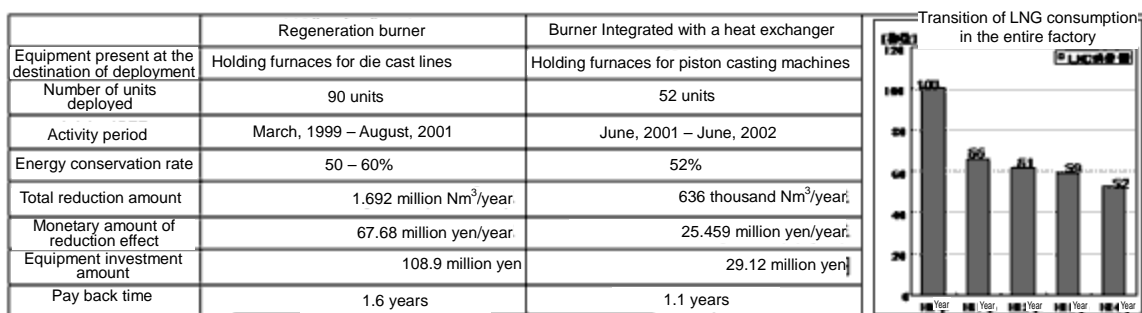 Regeneration burner
Burner Integrated with a heat exchanger
Equipment present at the
destination of deployment
Holding furnaces for die cast lines
Holding furnaces for piston casting machines
Number of units
deployed
90 units
52 units
Activity period
March, 1999 – August, 2001
June, 2001 – June, 2002
Energy conservation rate
50 – 60%
52%
Total reduction amount
1.692 million Nm³/year
636 thousand Nm³/year
Monetary amount of
reduction effect
67.68 million yen/year
25.459 million yen/year
Equipment investment
amount
108.9 million yen
29.12 million yen
Pay back time
1.6 years
1.1 years
Transition of LNG consumption
in the entire factory
120
100
80
60
40
20
0
100
66
61
59
52
Year
Year
Year
Year
Year